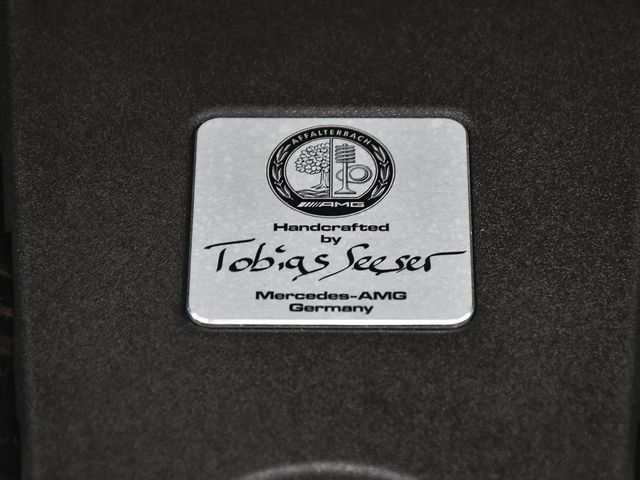 AFFALTERBACH
AMG
Handcrafted
by
Tobias Seeser
Mercedes-AMG
Germany